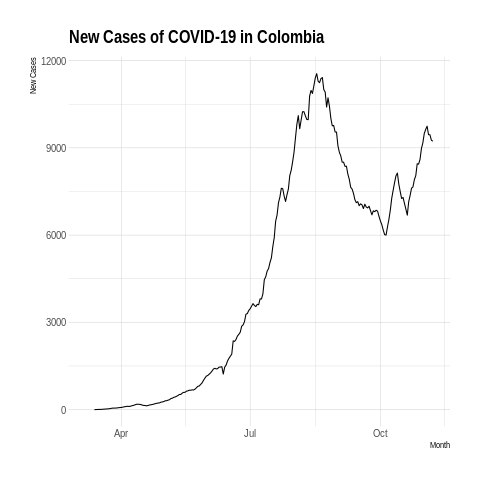 New Cases of COVID-19 in Colombia
New Cases
12000
9000
6000
3000
0
Apr
Jul
Oct
Month